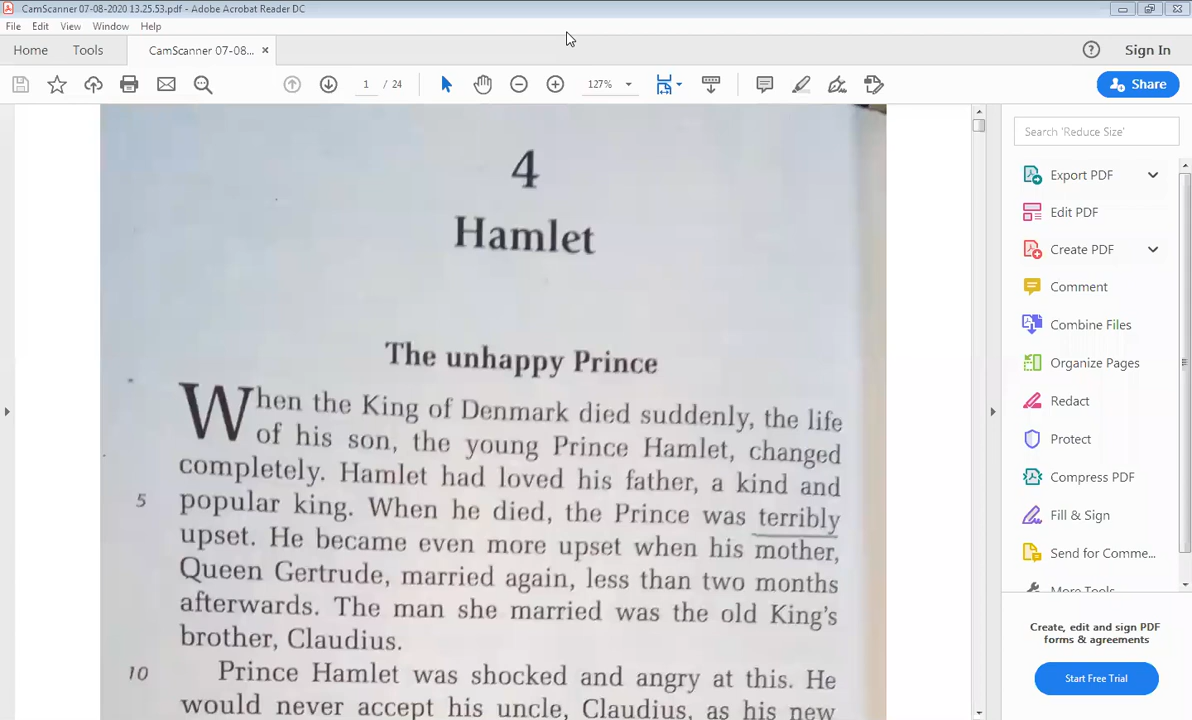 CamScanner 07-08-2020 13.25.53.pdf - Adobe Acrobat Reader DC
File Edit View Window Help
Home Tools CamScanner 07-08... ×
Sign In
1 / 24
127%
Share
4
Hamlet
The unhappy Prince
When the King of Denmark died suddenly, the life
of his son, the young Prince Hamlet, changed
completely. Hamlet had loved his father, a kind and
5 popular king. When he died, the Prince was terribly
upset. He became even more upset when his mother,
Queen Gertrude, married again, less than two months
afterwards. The man she married was the old King's
brother, Claudius.
10 Prince Hamlet was shocked and angry at this. He
would never accept his uncle, Claudius, as his new
Search 'Reduce Size'
Export PDF
Edit PDF
Create PDF
Comment
Combine Files
Organize Pages
Redact
Protect
Compress PDF
Fill & Sign
Send for Comme...
More Tools
Create, edit and sign PDF
forms & agreements
Start Free Trial